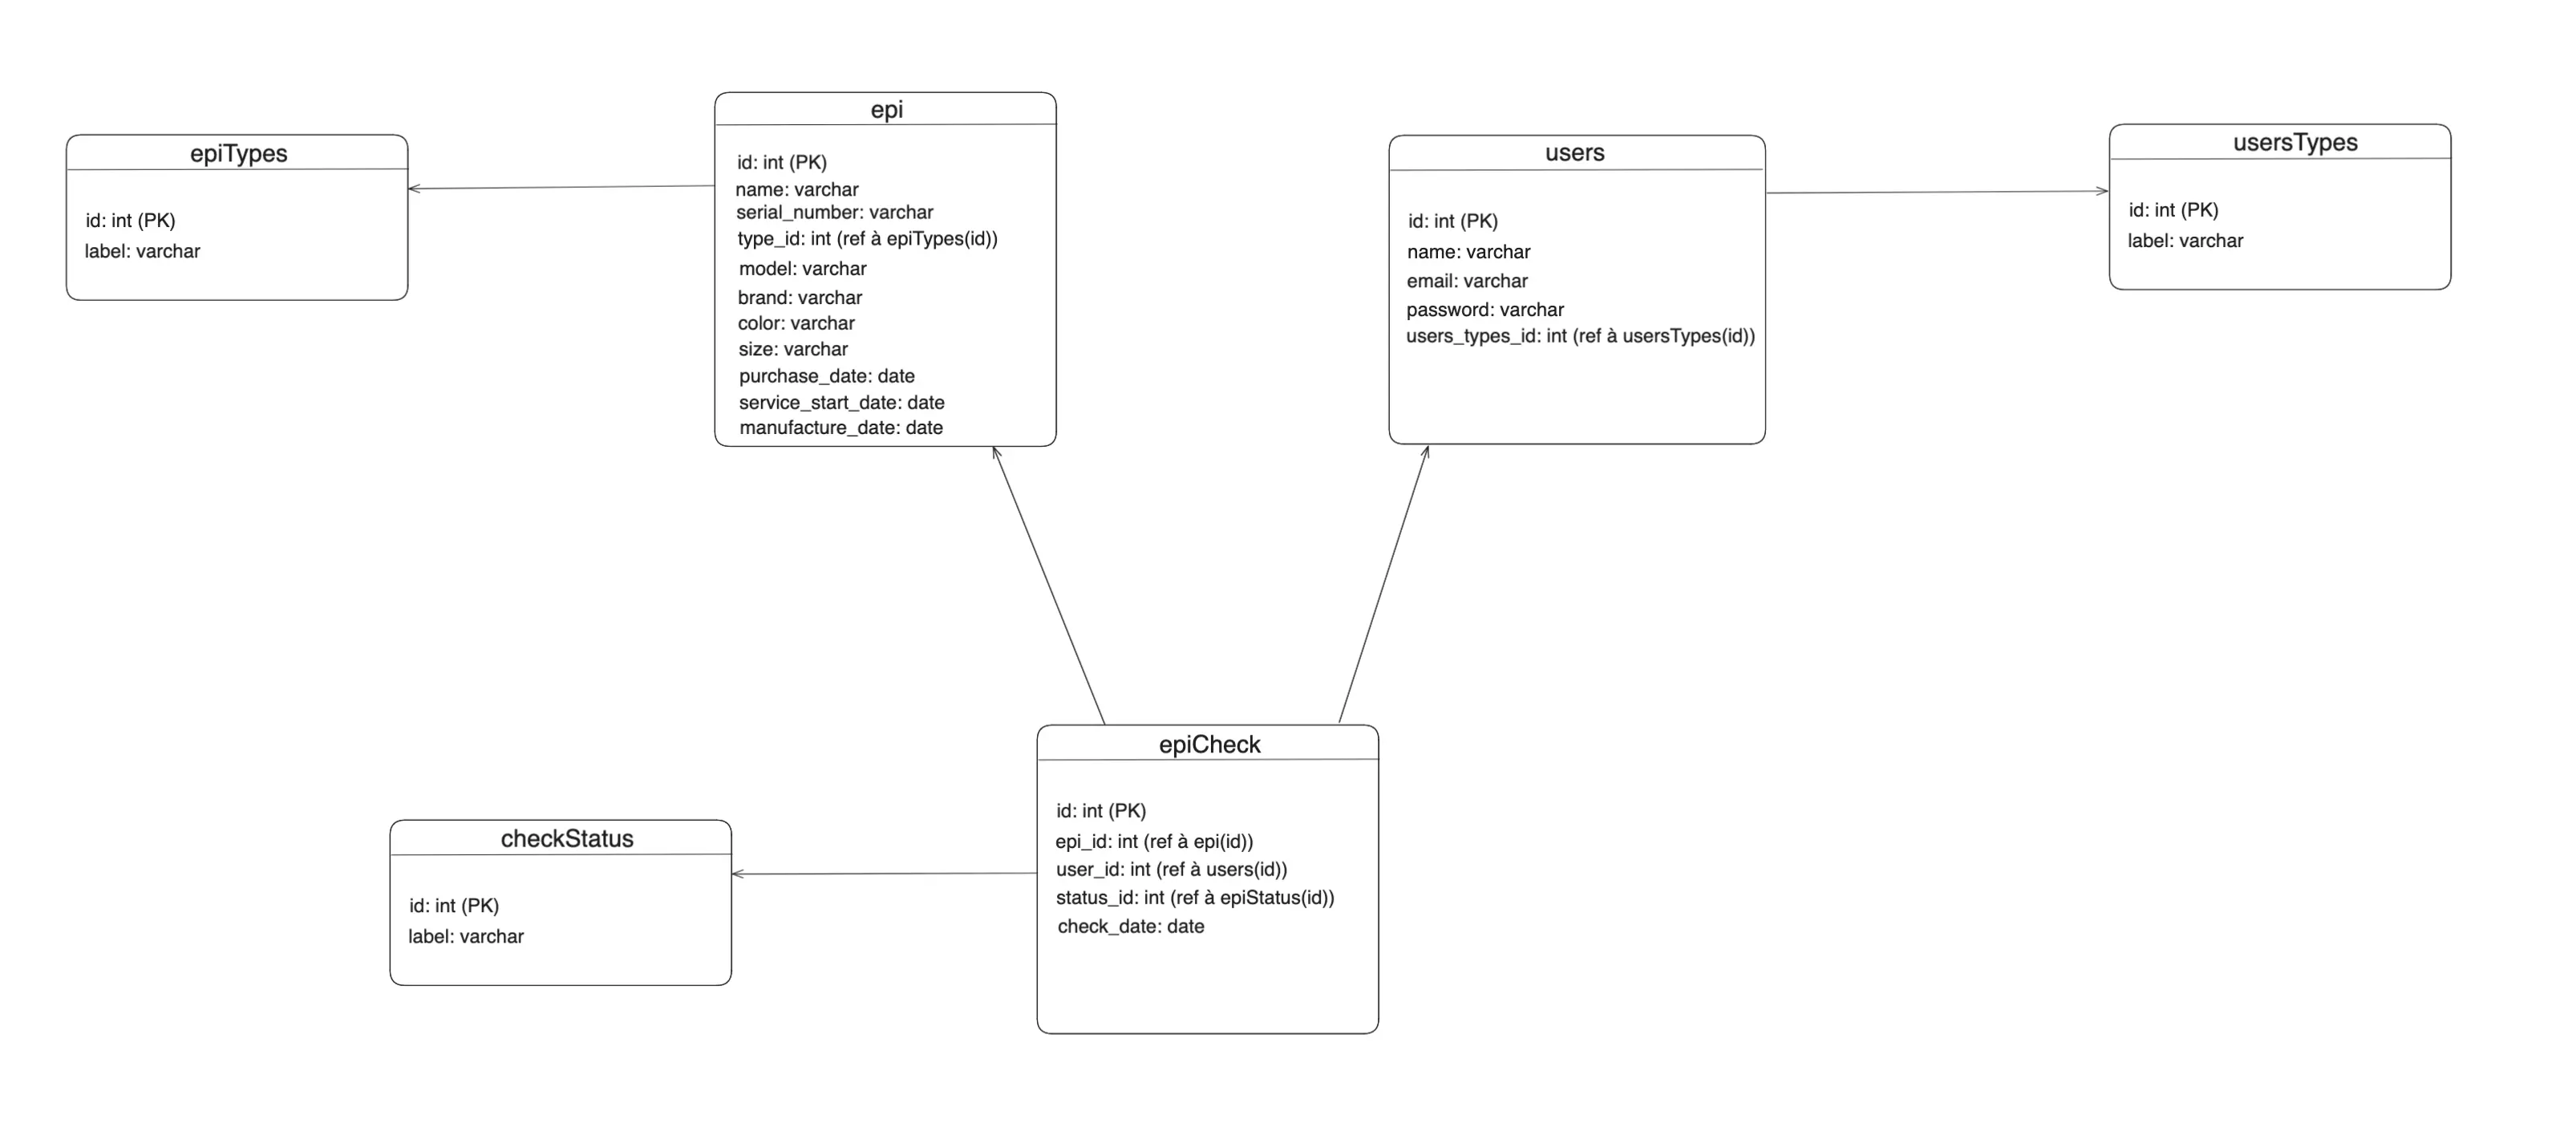 epiTypes
id: int (PK)
label: varchar
epi
id: int (PK)
name: varchar
serial_number: varchar
type_id: int (ref à epiTypes(id))
model: varchar
brand: varchar
color: varchar
size: varchar
purchase_date: date
service_start_date: date
manufacture_date: date
users
id: int (PK)
name: varchar
email: varchar
password: varchar
users_types_id: int (ref à usersTypes(id))
usersTypes
id: int (PK)
label: varchar
checkStatus
id: int (PK)
label: varchar
epiCheck
id: int (PK)
epi_id: int (ref à epi(id))
user_id: int (ref à users(id))
status_id: int (ref à epiStatus(id))
check_date: date